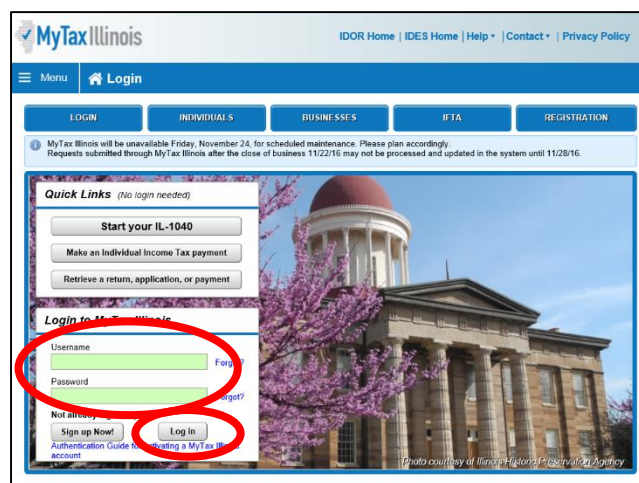 MyTax Illinois
IDOR Home | IDES Home | Help | Contact | Privacy Policy
Menu Login
LOGIN INDIVIDUALS BUSINESSES IFTA REGISTRATION
MyTax Illinois will be unavailable Friday, November 24, for scheduled maintenance. Please plan accordingly.
Requests submitted through MyTax Illinois after the close of business 11/22/16 may not be processed and updated in the system until 11/28/16.
Quick Links (No login needed)
Start your IL-1040
Make an Individual Income Tax payment
Retrieve a return, application, or payment
Login to MyTax Illinois
Username
Password
Not
Sign up Now! Log in
Authentication Guide for activating a MyTax Illinois
account
Photo courtesy of Illinois Historic Preservation Agency